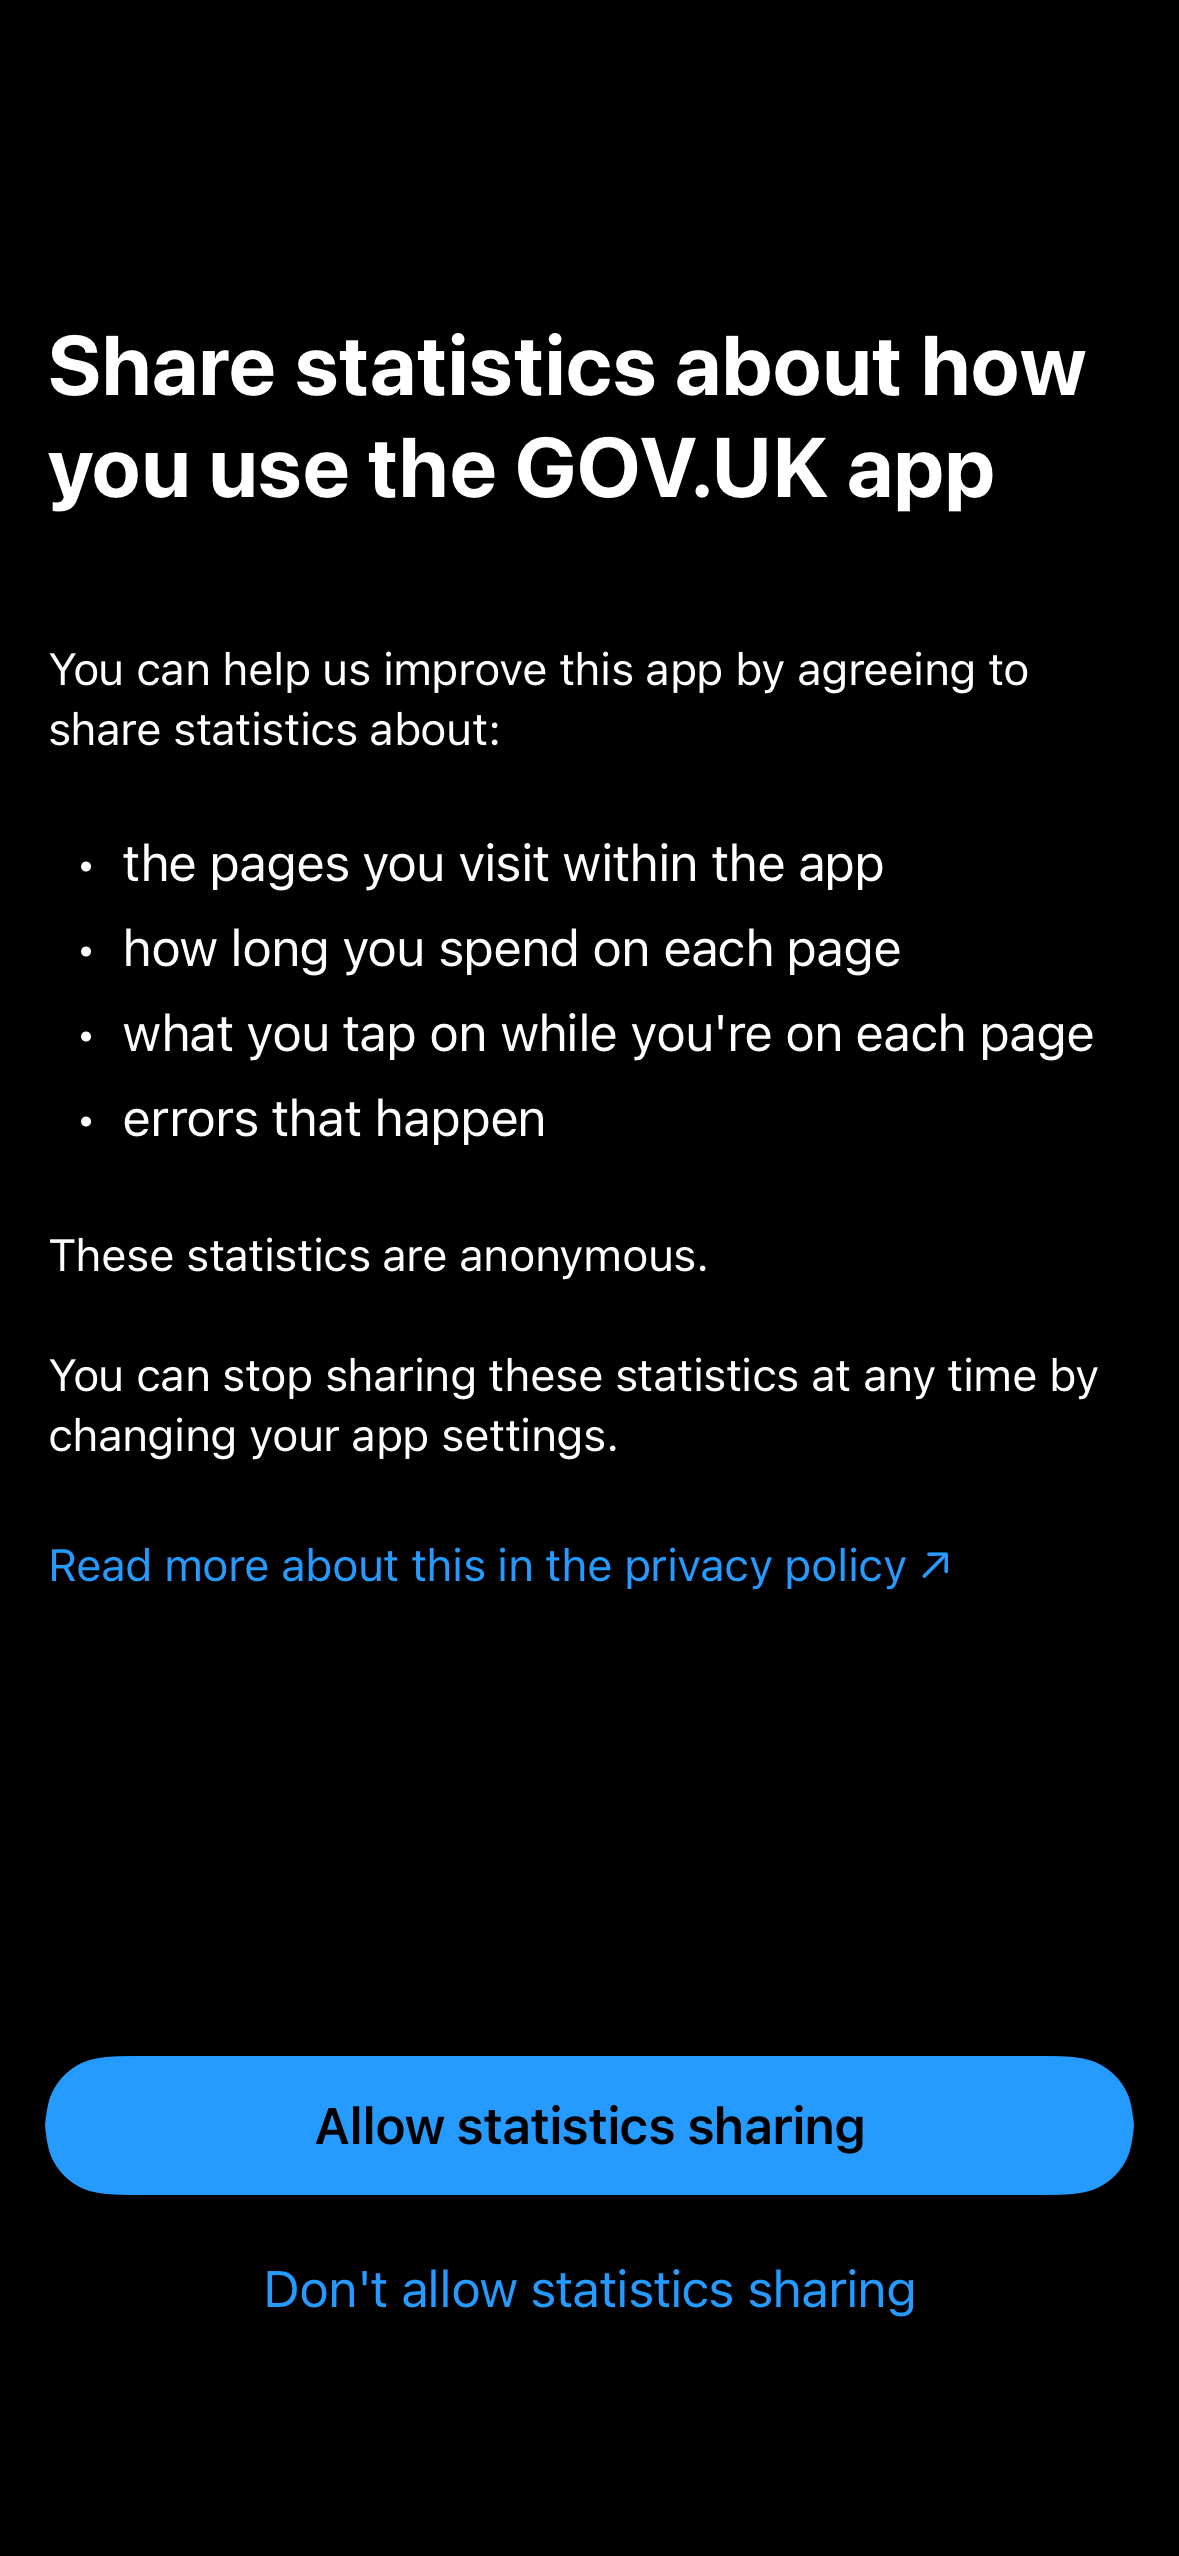 Share statistics about how
you use the GOV.UK app
You can help us improve this app by agreeing to
share statistics about:
• the pages you visit within the app
• how long you spend on each page
• what you tap on while you're on each page
• errors that happen
These statistics are anonymous.
You can stop sharing these statistics at any time by
changing your app settings.
Read more about this in the privacy policy ↗
Allow statistics sharing
Don't allow statistics sharing